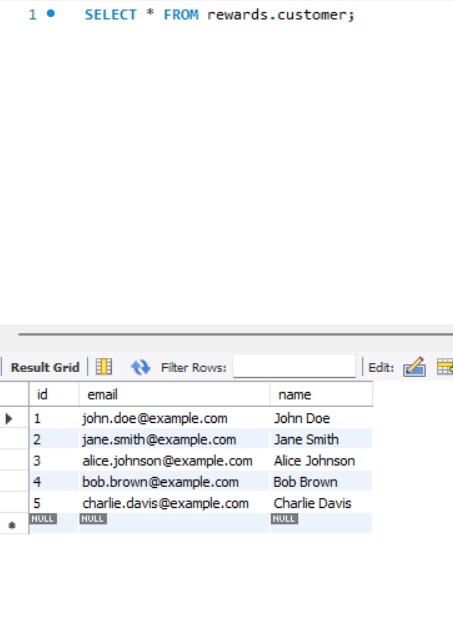 1 SELECT * FROM rewards.customer;
Result Grid Filter Rows: Edit:
id email name
1 john.doe@example.com John Doe
2 jane.smith@example.com Jane Smith
3 alice.johnson@example.com Alice Johnson
4 bob.brown@example.com Bob Brown
5 charlie.davis@example.com Charlie Davis
NULL NULL NULL